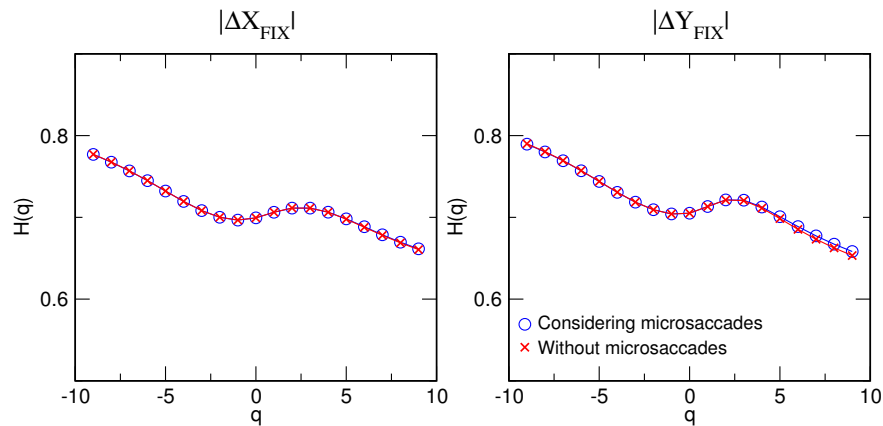 |ΔX_FIX| |ΔY_FIX|
0.8 0.8
H(q) H(q)
0.6 0.6
Considering microsaccades
Without microsaccades
-10 -5 0 5 10 -10 -5 0 5 10
q q